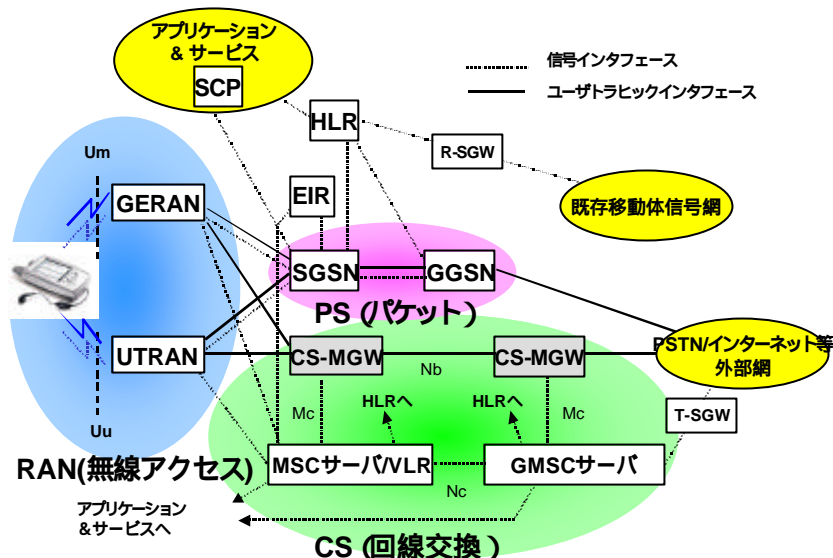 アプリケーション
& サービス
SCP
信号インタフェース
ユーザトラヒックインタフェース
HLR
R-SGW
Um
EIR
GERAN
既存移動体信号網
SGSN
GGSN
PS (パケット)
UTRAN
CS-MGW
Nb
CS-MGW
PSTN/インターネット等
外部網
Mc
HLRへ
HLRへ
Mc
T-SGW
Uu
RAN(無線アクセス)
MSCサーバ/VLR
GMSCサーバ
Nc
アプリケーション
&サービスへ
CS (回線交換)